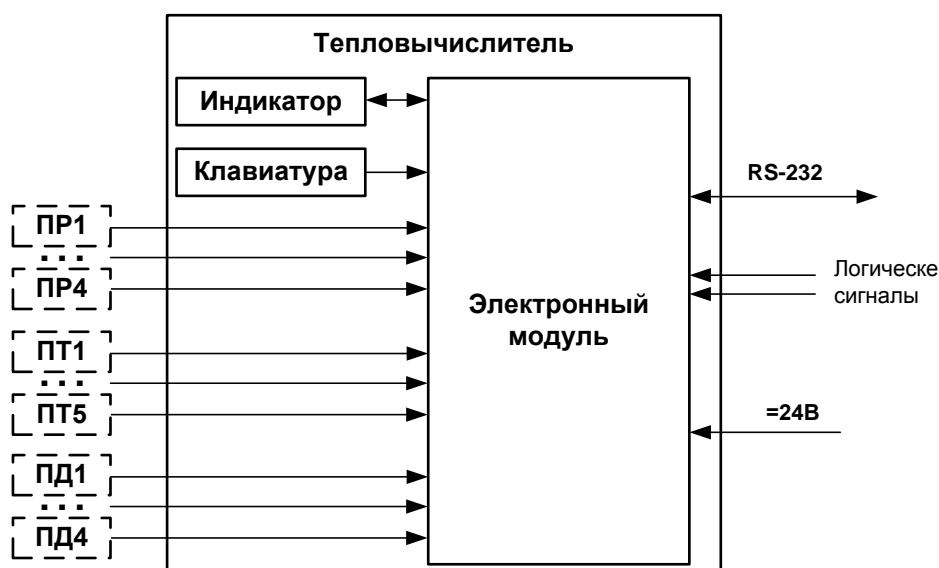 Тепловычислитель
Индикатор
Клавиатура
ПР1
. . .
ПР4
ПТ1
. . .
ПТ5
ПД1
. . .
ПД4
Электронный
модуль
RS-232
Логическе
сигналы
=24В